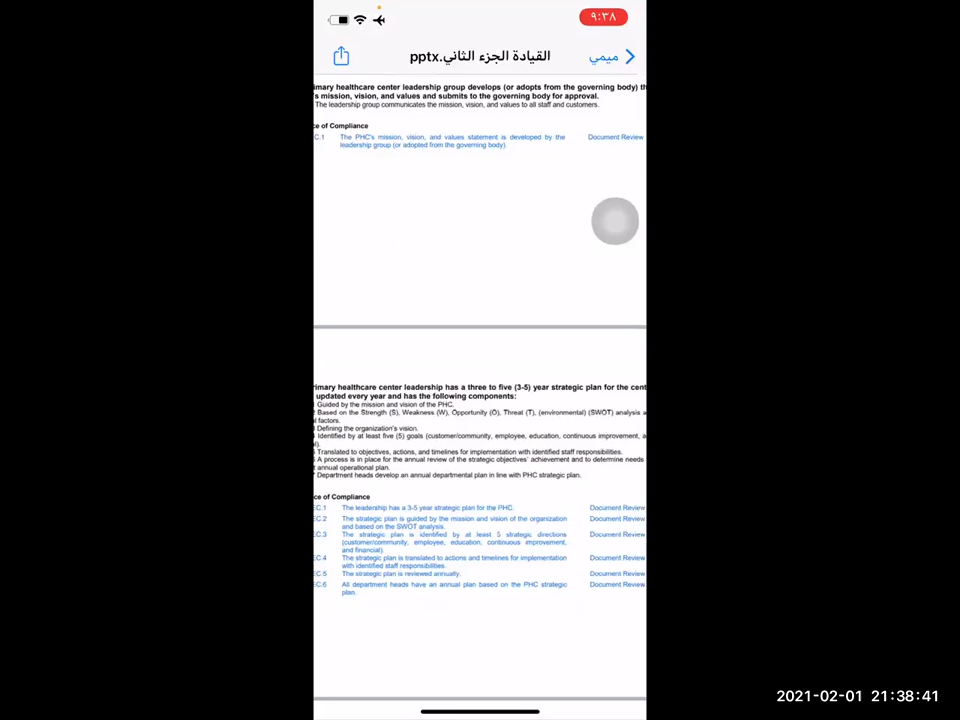 ٩:٣٨
القيادة الجزء الثاني.pptx
ميمي
imary healthcare center leadership group develops (or adopts from the governing body) th
's mission, vision, and values and submits to the governing body for approval.
The leadership group communicates the mission, vision, and values to all staff and customers.
ce of Compliance
C.1 The PHC's mission, vision, and values statement is developed by the Document Review
leadership group (or adopted from the governing body).
rimary healthcare center leadership has a three to five (3-5) year strategic plan for the cent
updated every year and has the following components:
Guided by the mission and vision of the PHC.
Based on the Strength (S), Weakness (W), Opportunity (O), Threat (T), (environmental) (SWOT) analysis a
l factors.
Defining the organization's vision.
Identified by at least five (5) goals (customer/community, employee, education, continuous improvement, a
l).
Translated to objectives, actions, and timelines for implementation with identified staff responsibilities.
A process is in place for the annual review of the strategic objectives' achievement and to determine needs
t annual operational plan.
Department heads develop an annual departmental plan in line with PHC strategic plan.
ce of Compliance
EC.1 The leadership has a 3-5 year strategic plan for the PHC. Document Review
EC.2 The strategic plan is guided by the mission and vision of the organization Document Review
and based on the SWOT analysis.
EC.3 The strategic plan is identified by at least 5 strategic directions Document Review
(customer/community, employee, education, continuous improvement,
and financial).
EC.4 The strategic plan is translated to actions and timelines for implementation Document Review
with identified staff responsibilities.
EC.5 The strategic plan is reviewed annually. Document Review
EC.6 All department heads have an annual plan based on the PHC strategic Document Review
plan.
2021-02-01 21:38:41